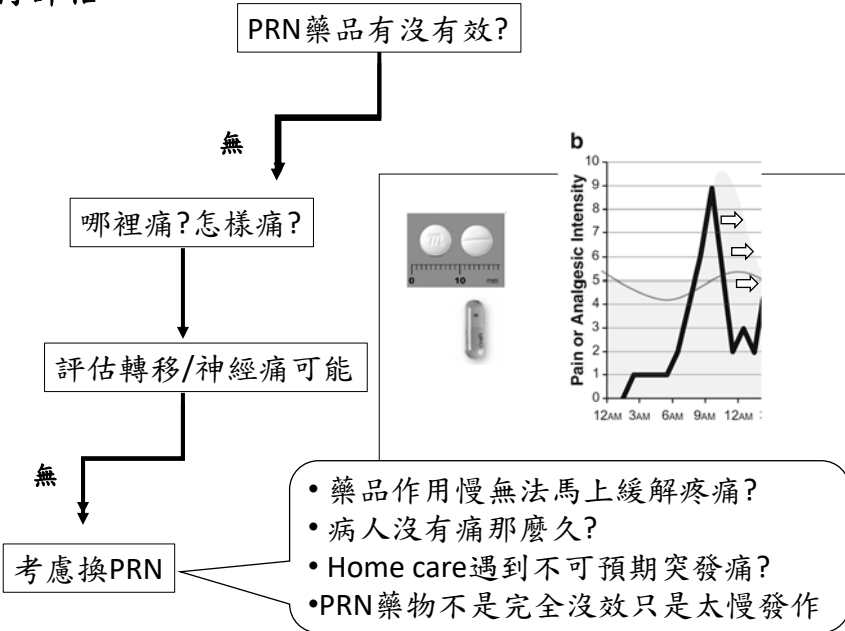 PRN藥品有沒有效?
無
哪裡痛?怎樣痛?
評估轉移/神經痛可能
無
考慮換PRN
b
Pain or Analgesic Intensity
10
9
8
7
6
5
4
3
2
1
0
12AM 3AM 6AM 9AM 12AM
m
0 10 mm
• 藥品作用慢無法馬上緩解疼痛?
• 病人沒有痛那麼久?
• Home care遇到不可預期突發痛?
•PRN藥物不是完全沒效只是太慢發作